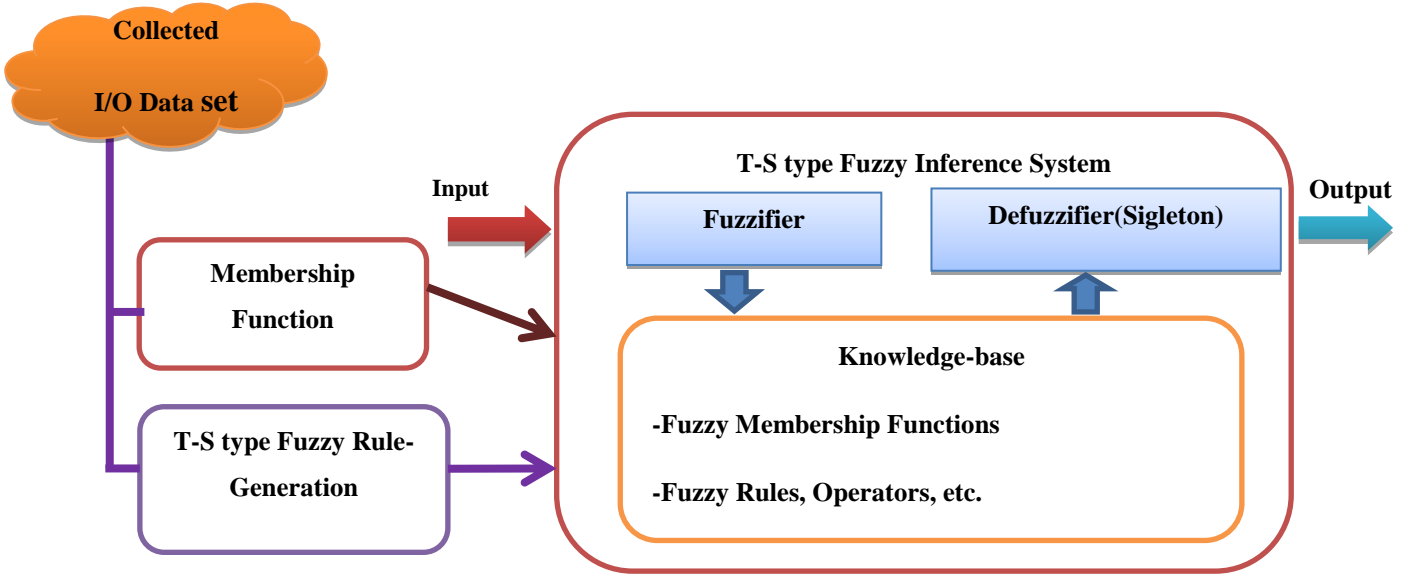 Collected
I/O Data set
Input
T-S type Fuzzy Inference System
Output
Fuzzifier
Defuzzifier(Sigleton)
Membership
Function
Knowledge-base
-Fuzzy Membership Functions
-Fuzzy Rules, Operators, etc.
T-S type Fuzzy Rule-
Generation